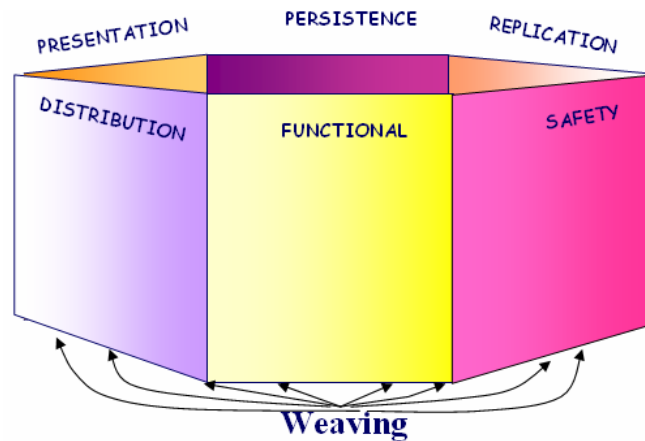 PRESENTATION
PERSISTENCE
REPLICATION
DISTRIBUTION
FUNCTIONAL
SAFETY
Weaving